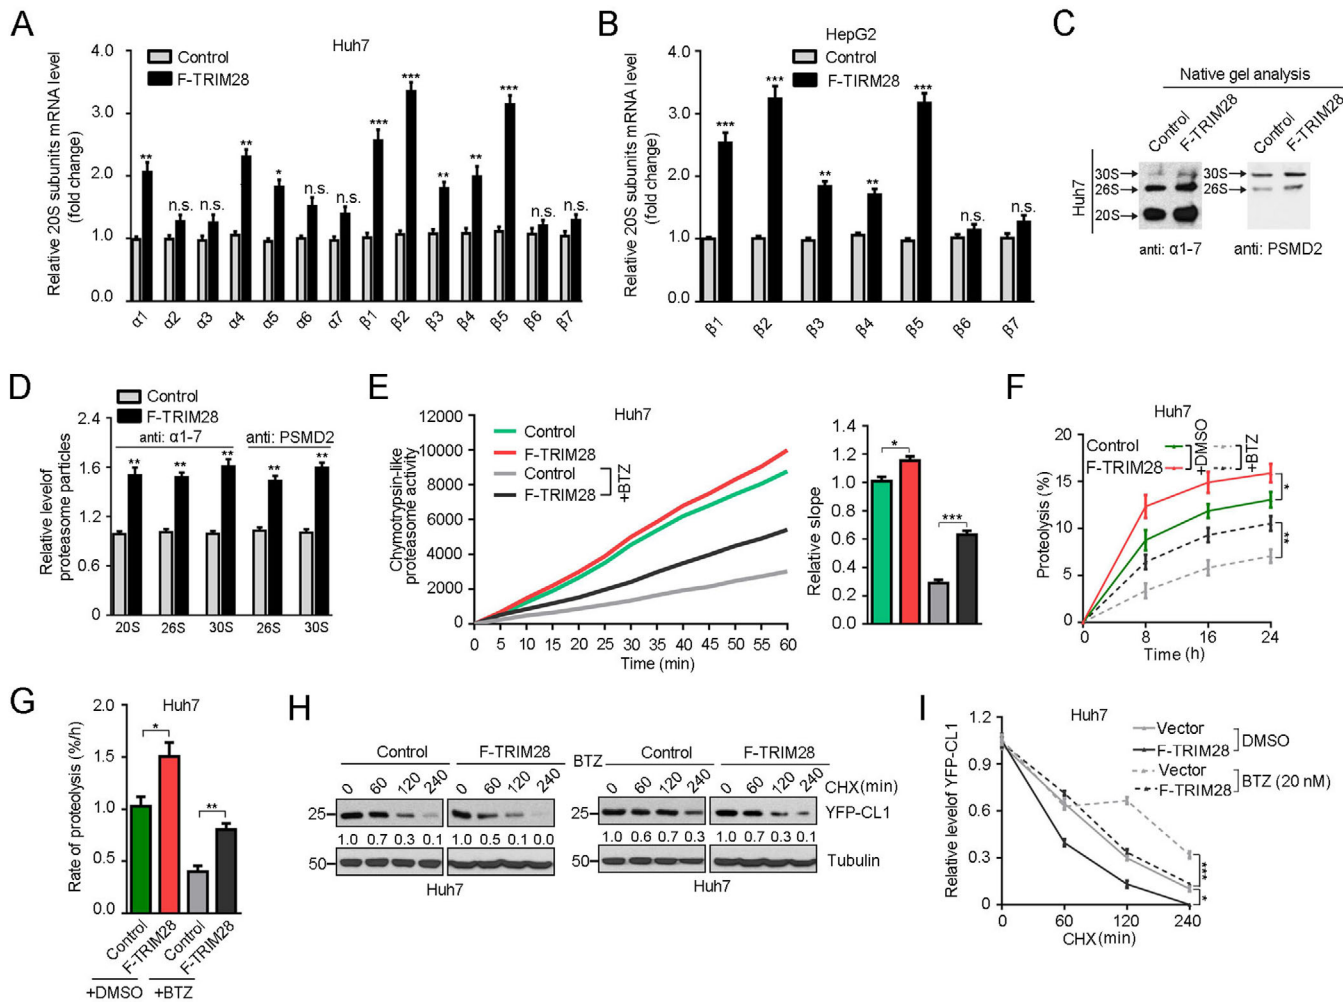 A
Huh7
Control
F-TRIM28
Relative 20S subunits mRNA level
(fold change)
4.0
3.0
2.0
1.0
0.0
** n.s. n.s. ** * n.s. n.s. *** *** ** ** *** n.s. n.s.
α1 α2 α3 α4 α5 α6 α7 β1 β2 β3 β4 β5 β6 β7
B
HepG2
Control
F-TIRM28
Relative 20S subunits mRNA level
(fold change)
4.0
3.0
2.0
1.0
0.0
*** *** ** ** *** n.s. n.s.
β1 β2 β3 β4 β5 β6 β7
C
Native gel analysis
Control F-TRIM28 Control F-TRIM28
Huh7
30S
26S
20S
30S
26S
anti: α1-7 anti: PSMD2
D
Control
F-TRIM28
anti: α1-7 anti: PSMD2
Relative levelof
proteasome particles
2.4
1.6
1.2
0.6
0
** ** ** ** **
20S 26S 30S 26S 30S
E
Huh7
Control
F-TRIM28
Control
F-TRIM28
+BTZ
Chymotrypsin-like
proteasome activity
12000
10000
8000
6000
4000
2000
0
0 5 10 15 20 25 30 35 40 45 50 55 60
Time (min)
Relative slope
1.4
1.2
1.0
0.8
0.6
0.4
0.2
0.0
* ***
F
Huh7
Control
F-TRIM28
+DMSO
+BTZ
Proteolysis (%)
20
15
10
5
0
*
**
0 8 16 24
Time (h)
G
Huh7
Rate of proteolysis (%/h)
2.0
1.5
1.0
0.5
0.0
* **
Control F-TRIM28 Control F-TRIM28
+DMSO +BTZ
H
Control F-TRIM28
0 60 120 240 0 60 120 240
25
1.0 0.7 0.3 0.1 1.0 0.5 0.1 0.0
50
Huh7
BTZ Control F-TRIM28
0 60 120 240 0 60 120 240
CHX(min)
25
YFP-CL1
1.0 0.6 0.7 0.3 1.0 0.7 0.3 0.1
50
Tubulin
Huh7
I
Huh7
Vector
F-TRIM28
DMSO
Vector
F-TRIM28
BTZ (20 nM)
Relative levelof YFP-CL1
1.2
0.9
0.6
0.3
0
***
*
0 60 120 240
CHX(min)